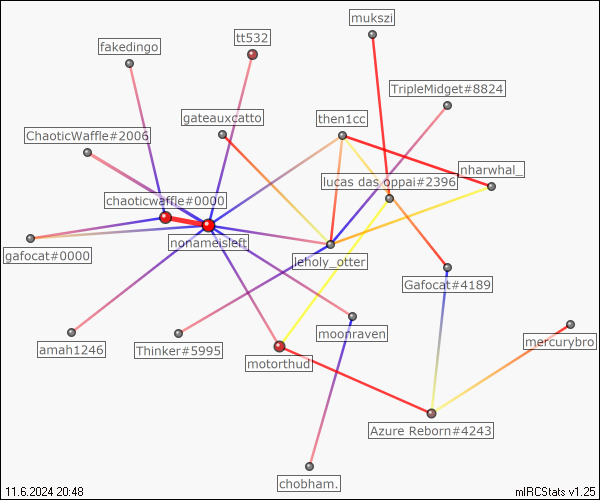 mukszi
tt532
fakedingo
TripleMidget#8824
gateauxcatto
then1cc
ChaoticWaffle#2006
nharwhal_
lucas das oppai#2396
chaoticwaffle#0000
nonameisleft
gafocat#0000
leholy_otter
Gafocat#4189
moonraven
mercurybro
amah1246
Thinker#5995
motorthud
Azure Reborn#4243
chobham.
11.6.2024 20:48
mIRCStats v1.25